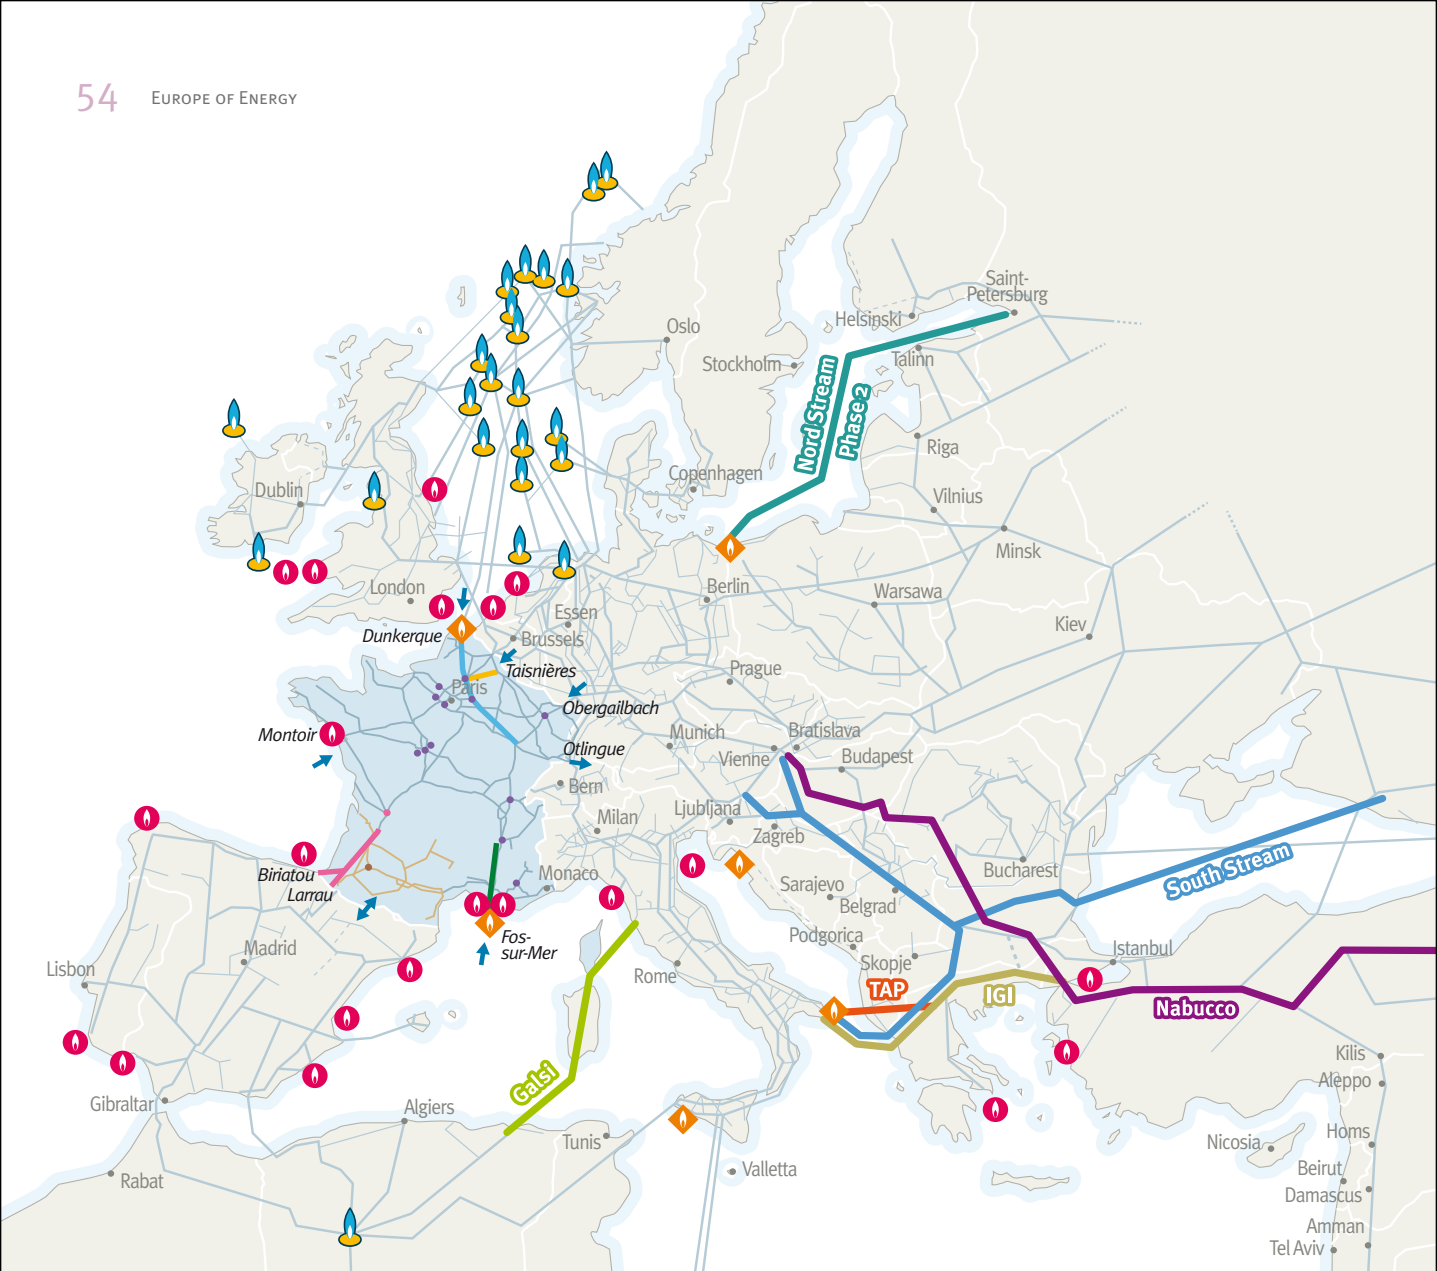 54 Europe of Energy
Saint-
Petersburg
Helsinski
Oslo
Stockholm
Talinn
Nord Stream
Phase 2
Riga
Copenhagen
Dublin
Vilnius
Minsk
London
Berlin
Warsawa
Essen
Kiev
Dunkerque
Brussels
Taisnières
Prague
Paris
Obergailbach
Montoir
Munich
Bratislava
Otlingue
Vienne
Budapest
Bern
Ljubljana
Milan
Zagreb
Bucharest
South Stream
Biriatou
Monaco
Larrau
Sarajevo
Belgrad
Fos-
sur-Mer
Podgorica
Madrid
Istanbul
Skopje
Lisbon
Rome
TAP
IGI
Nabucco
Kilis
Galsi
Aleppo
Gibraltar
Algiers
Tunis
Homs
Nicosia
Valletta
Beirut
Rabat
Damascus
Amman
Tel Aviv